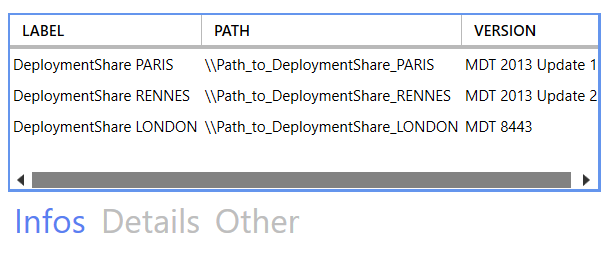 LABEL PATH VERSION
DeploymentShare PARIS \\Path_to_DeploymentShare_PARIS MDT 2013 Update 1
DeploymentShare RENNES \\Path_to_DeploymentShare_RENNES MDT 2013 Update 2
DeploymentShare LONDON \\Path_to_DeploymentShare_LONDON MDT 8443
Infos Details Other